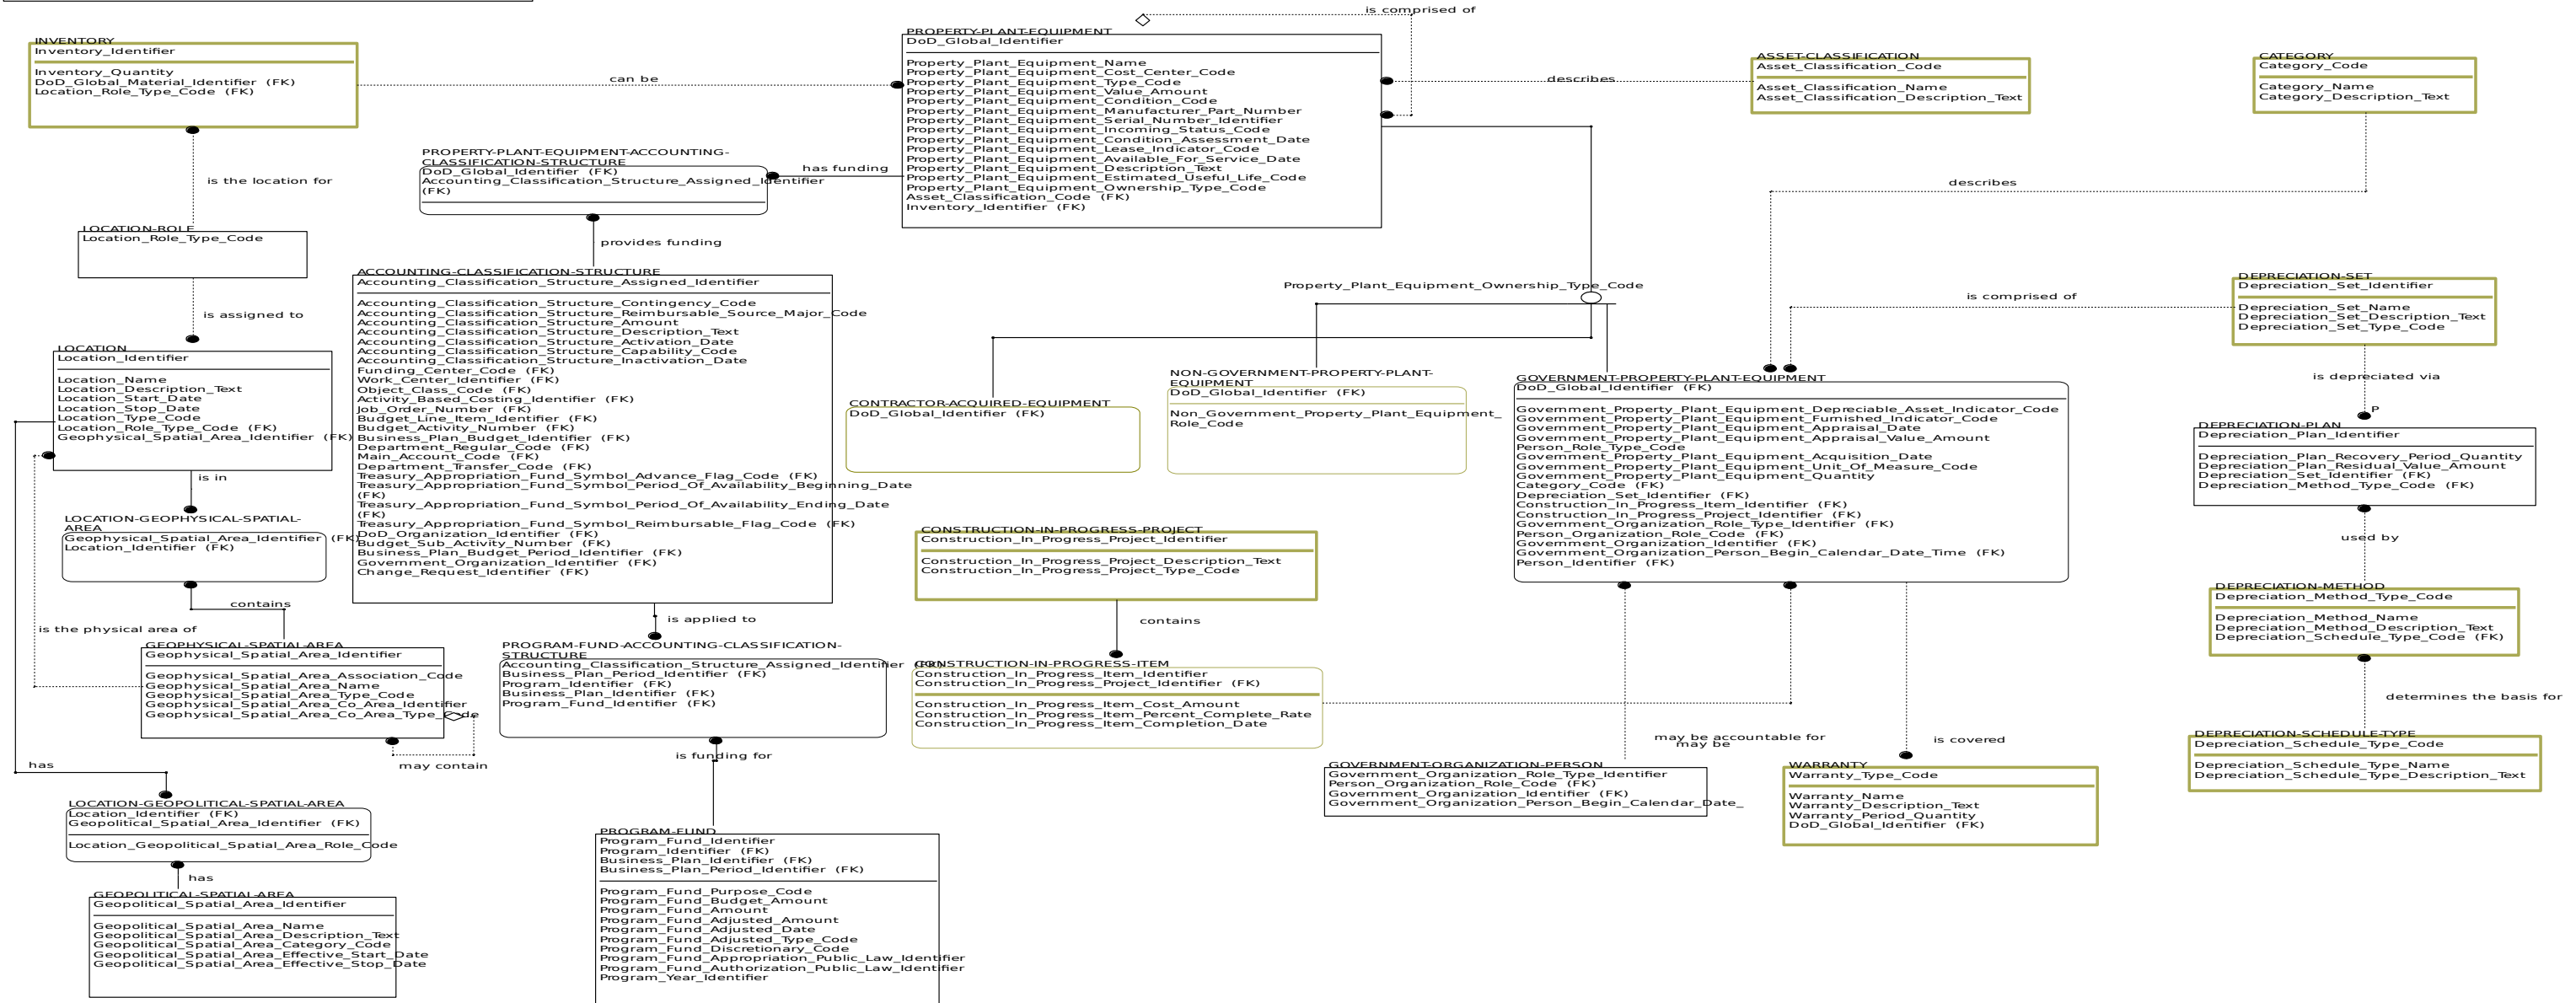 is comprised of
INVENTORY
Inventory_Identifier
Inventory_Quantity
DoD_Global_Material_Identifier (FK)
Location_Role_Type_Code (FK)
can be
PROPERTY-PLANT-EQUIPMENT
DoD_Global_Identifier
Property_Plant_Equipment_Name
Property_Plant_Equipment_Cost_Center_Code
Property_Plant_Equipment_Type_Code
Property_Plant_Equipment_Value_Amount
Property_Plant_Equipment_Condition_Code
Property_Plant_Equipment_Manufacturer_Part_Number
Property_Plant_Equipment_Serial_Number_Identifier
Property_Plant_Equipment_Incoming_Status_Code
Property_Plant_Equipment_Condition_Assessment_Date
Property_Plant_Equipment_Lease_Indicator_Code
Property_Plant_Equipment_Available_For_Service_Date
Property_Plant_Equipment_Description_Text
Property_Plant_Equipment_Estimated_Useful_Life_Code
Property_Plant_Equipment_Ownership_Type_Code
Asset_Classification_Code (FK)
Inventory_Identifier (FK)
describes
ASSET-CLASSIFICATION
Asset_Classification_Code
Asset_Classification_Name
Asset_Classification_Description_Text
CATEGORY
Category_Code
Category_Name
Category_Description_Text
describes
PROPERTY-PLANT-EQUIPMENT-ACCOUNTING-
CLASSIFICATION-STRUCTURE
DoD_Global_Identifier (FK)
Accounting_Classification_Structure_Assigned_Identifier
(FK)
has funding
provides funding
is the location for
LOCATION-ROLE
Location_Role_Type_Code
is assigned to
LOCATION
Location_Identifier
Location_Name
Location_Description_Text
Location_Start_Date
Location_Stop_Date
Location_Type_Code
Location_Role_Type_Code (FK)
Geophysical_Spatial_Area_Identifier (FK)
is in
LOCATION-GEOPHYSICAL-SPATIAL-
AREA
Geophysical_Spatial_Area_Identifier (FK)
Location_Identifier (FK)
contains
is the physical area of
GEOPHYSICAL-SPATIAL-AREA
Geophysical_Spatial_Area_Identifier
Geophysical_Spatial_Area_Association_Code
Geophysical_Spatial_Area_Name
Geophysical_Spatial_Area_Type_Code
Geophysical_Spatial_Area_Co_Area_Identifier
Geophysical_Spatial_Area_Co_Area_Type_Code
may contain
has
LOCATION-GEOPOLITICAL-SPATIAL-AREA
Location_Identifier (FK)
Geopolitical_Spatial_Area_Identifier (FK)
Location_Geopolitical_Spatial_Area_Role_Code
has
GEOPOLITICAL-SPATIAL-AREA
Geopolitical_Spatial_Area_Identifier
Geopolitical_Spatial_Area_Name
Geopolitical_Spatial_Area_Description_Text
Geopolitical_Spatial_Area_Category_Code
Geopolitical_Spatial_Area_Effective_Start_Date
Geopolitical_Spatial_Area_Effective_Stop_Date
ACCOUNTING-CLASSIFICATION-STRUCTURE
Accounting_Classification_Structure_Assigned_Identifier
Accounting_Classification_Structure_Contingency_Code
Accounting_Classification_Structure_Reimbursable_Source_Major_Code
Accounting_Classification_Structure_Amount
Accounting_Classification_Structure_Description_Text
Accounting_Classification_Structure_Activation_Date
Accounting_Classification_Structure_Capability_Code
Accounting_Classification_Structure_Inactivation_Date
Funding_Center_Code (FK)
Work_Center_Identifier (FK)
Object_Class_Code (FK)
Activity_Based_Costing_Identifier (FK)
Job_Order_Number (FK)
Budget_Line_Item_Identifier (FK)
Budget_Activity_Number (FK)
Business_Plan_Budget_Identifier (FK)
Department_Regular_Code (FK)
Main_Account_Code (FK)
Department_Transfer_Code (FK)
Treasury_Appropriation_Fund_Symbol_Advance_Flag_Code (FK)
Treasury_Appropriation_Fund_Symbol_Period_Of_Availability_Beginning_Date
(FK)
Treasury_Appropriation_Fund_Symbol_Period_Of_Availability_Ending_Date
(FK)
Treasury_Appropriation_Fund_Symbol_Reimbursable_Flag_Code (FK)
DoD_Organization_Identifier (FK)
Budget_Sub_Activity_Number (FK)
Business_Plan_Budget_Period_Identifier (FK)
Government_Organization_Identifier (FK)
Change_Request_Identifier (FK)
is applied to
PROGRAM-FUND-ACCOUNTING-CLASSIFICATION-
STRUCTURE
Accounting_Classification_Structure_Assigned_Identifier (FK)
Business_Plan_Period_Identifier (FK)
Program_Identifier (FK)
Business_Plan_Identifier (FK)
Program_Fund_Identifier (FK)
is funding for
PROGRAM-FUND
Program_Fund_Identifier
Program_Identifier (FK)
Business_Plan_Identifier (FK)
Business_Plan_Period_Identifier (FK)
Program_Fund_Purpose_Code
Program_Fund_Budget_Amount
Program_Fund_Amount
Program_Fund_Adjusted_Amount
Program_Fund_Adjusted_Date
Program_Fund_Adjusted_Type_Code
Program_Fund_Discretionary_Code
Program_Fund_Appropriation_Public_Law_Identifier
Program_Fund_Authorization_Public_Law_Identifier
Program_Year_Identifier
Property_Plant_Equipment_Ownership_Type_Code
CONTRACTOR-ACQUIRED-EQUIPMENT
DoD_Global_Identifier (FK)
NON-GOVERNMENT-PROPERTY-PLANT-
EQUIPMENT
DoD_Global_Identifier (FK)
Non_Government_Property_Plant_Equipment_
Role_Code
GOVERNMENT-PROPERTY-PLANT-EQUIPMENT
DoD_Global_Identifier (FK)
Government_Property_Plant_Equipment_Depreciable_Asset_Indicator_Code
Government_Property_Plant_Equipment_Furnished_Indicator_Code
Government_Property_Plant_Equipment_Appraisal_Date
Government_Property_Plant_Equipment_Appraisal_Value_Amount
Person_Role_Type_Code
Government_Property_Plant_Equipment_Acquisition_Date
Government_Property_Plant_Equipment_Unit_Of_Measure_Code
Government_Property_Plant_Equipment_Quantity
Category_Code (FK)
Depreciation_Set_Identifier (FK)
Construction_In_Progress_Item_Identifier (FK)
Construction_In_Progress_Project_Identifier (FK)
Government_Organization_Role_Type_Identifier (FK)
Person_Organization_Role_Code (FK)
Government_Organization_Identifier (FK)
Government_Organization_Person_Begin_Calendar_Date_Time (FK)
Person_Identifier (FK)
CONSTRUCTION-IN-PROGRESS-PROJECT
Construction_In_Progress_Project_Identifier
Construction_In_Progress_Project_Description_Text
Construction_In_Progress_Project_Type_Code
contains
CONSTRUCTION-IN-PROGRESS-ITEM
Construction_In_Progress_Item_Identifier
Construction_In_Progress_Project_Identifier (FK)
Construction_In_Progress_Item_Cost_Amount
Construction_In_Progress_Item_Percent_Complete_Rate
Construction_In_Progress_Item_Completion_Date
may be accountable for
may be
is covered
GOVERNMENT-ORGANIZATION-PERSON
Government_Organization_Role_Type_Identifier
Person_Organization_Role_Code (FK)
Government_Organization_Identifier (FK)
Government_Organization_Person_Begin_Calendar_Date_
WARRANTY
Warranty_Type_Code
Warranty_Name
Warranty_Description_Text
Warranty_Period_Quantity
DoD_Global_Identifier (FK)
is comprised of
DEPRECIATION-SET
Depreciation_Set_Identifier
Depreciation_Set_Name
Depreciation_Set_Description_Text
Depreciation_Set_Type_Code
is depreciated via
P
DEPRECIATION-PLAN
Depreciation_Plan_Identifier
Depreciation_Plan_Recovery_Period_Quantity
Depreciation_Plan_Residual_Value_Amount
Depreciation_Set_Identifier (FK)
Depreciation_Method_Type_Code (FK)
used by
DEPRECIATION-METHOD
Depreciation_Method_Type_Code
Depreciation_Method_Name
Depreciation_Method_Description_Text
Depreciation_Schedule_Type_Code (FK)
determines the basis for
DEPRECIATION-SCHEDULE-TYPE
Depreciation_Schedule_Type_Code
Depreciation_Schedule_Type_Name
Depreciation_Schedule_Type_Description_Text